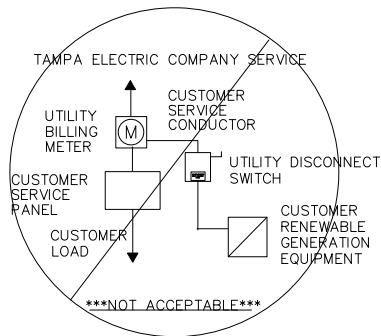 TAMPA ELECTRIC COMPANY SERVICE
CUSTOMER
SERVICE
CONDUCTOR
UTILITY
BILLING
METER
M
UTILITY DISCONNECT
SWITCH
CUSTOMER
SERVICE
PANEL
CUSTOMER
RENEWABLE
GENERATION
EQUIPMENT
CUSTOMER
LOAD
***NOT ACCEPTABLE***